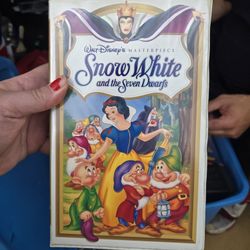 Walt Disney's MASTERPIECE
Snow White
and the Seven Dwarfs